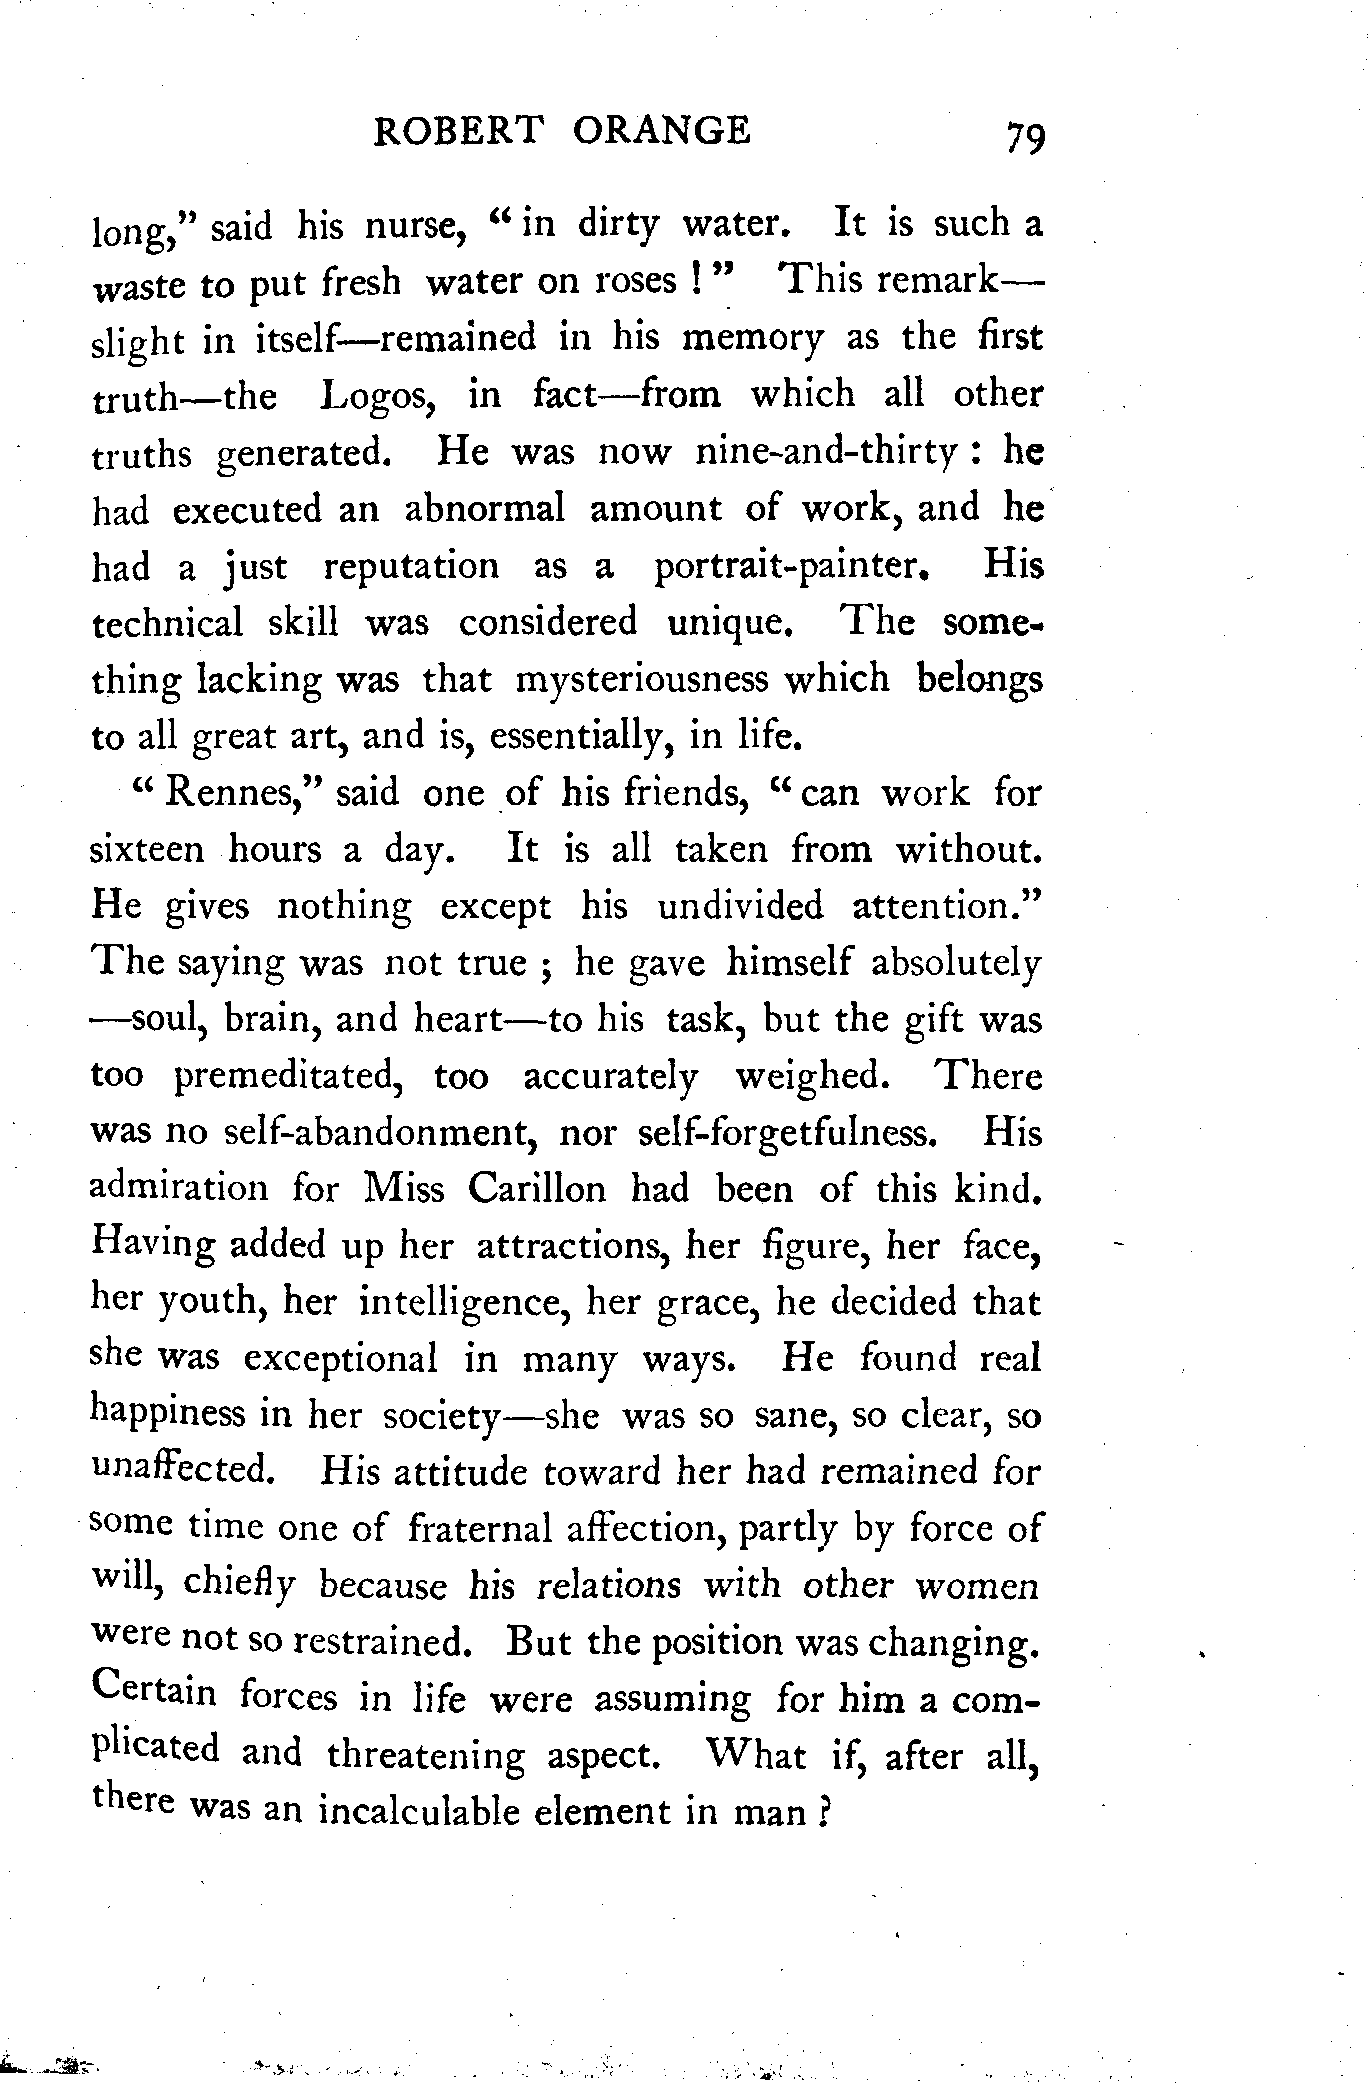 ROBERT ORANGE 79
long," said his nurse, "in dirty water. It is such a
waste to put fresh water on roses!" This remark—
slight in itself—remained in his memory as the first
truth—the Logos, in fact—from which all other
truths generated. He was now nine-and-thirty: he
had executed an abnormal amount of work, and he
had a just reputation as a portrait-painter. His
technical skill was considered unique. The some-
thing lacking was that mysteriousness which belongs
to all great art, and is, essentially, in life.
"Rennes," said one of his friends, "can work for
sixteen hours a day. It is all taken from without.
He gives nothing except his undivided attention."
The saying was not true; he gave himself absolutely
—soul, brain, and heart—to his task, but the gift was
too premeditated, too accurately weighed. There
was no self-abandonment, nor self-forgetfulness. His
admiration for Miss Carillon had been of this kind.
Having added up her attractions, her figure, her face,
her youth, her intelligence, her grace, he decided that
she was exceptional in many ways. He found real
happiness in her society—she was so sane, so clear, so
unaffected. His attitude toward her had remained for
some time one of fraternal affection, partly by force of
will, chiefly because his relations with other women
were not so restrained. But the position was changing.
Certain forces in life were assuming for him a com-
plicated and threatening aspect. What if, after all,
there was an incalculable element in man?